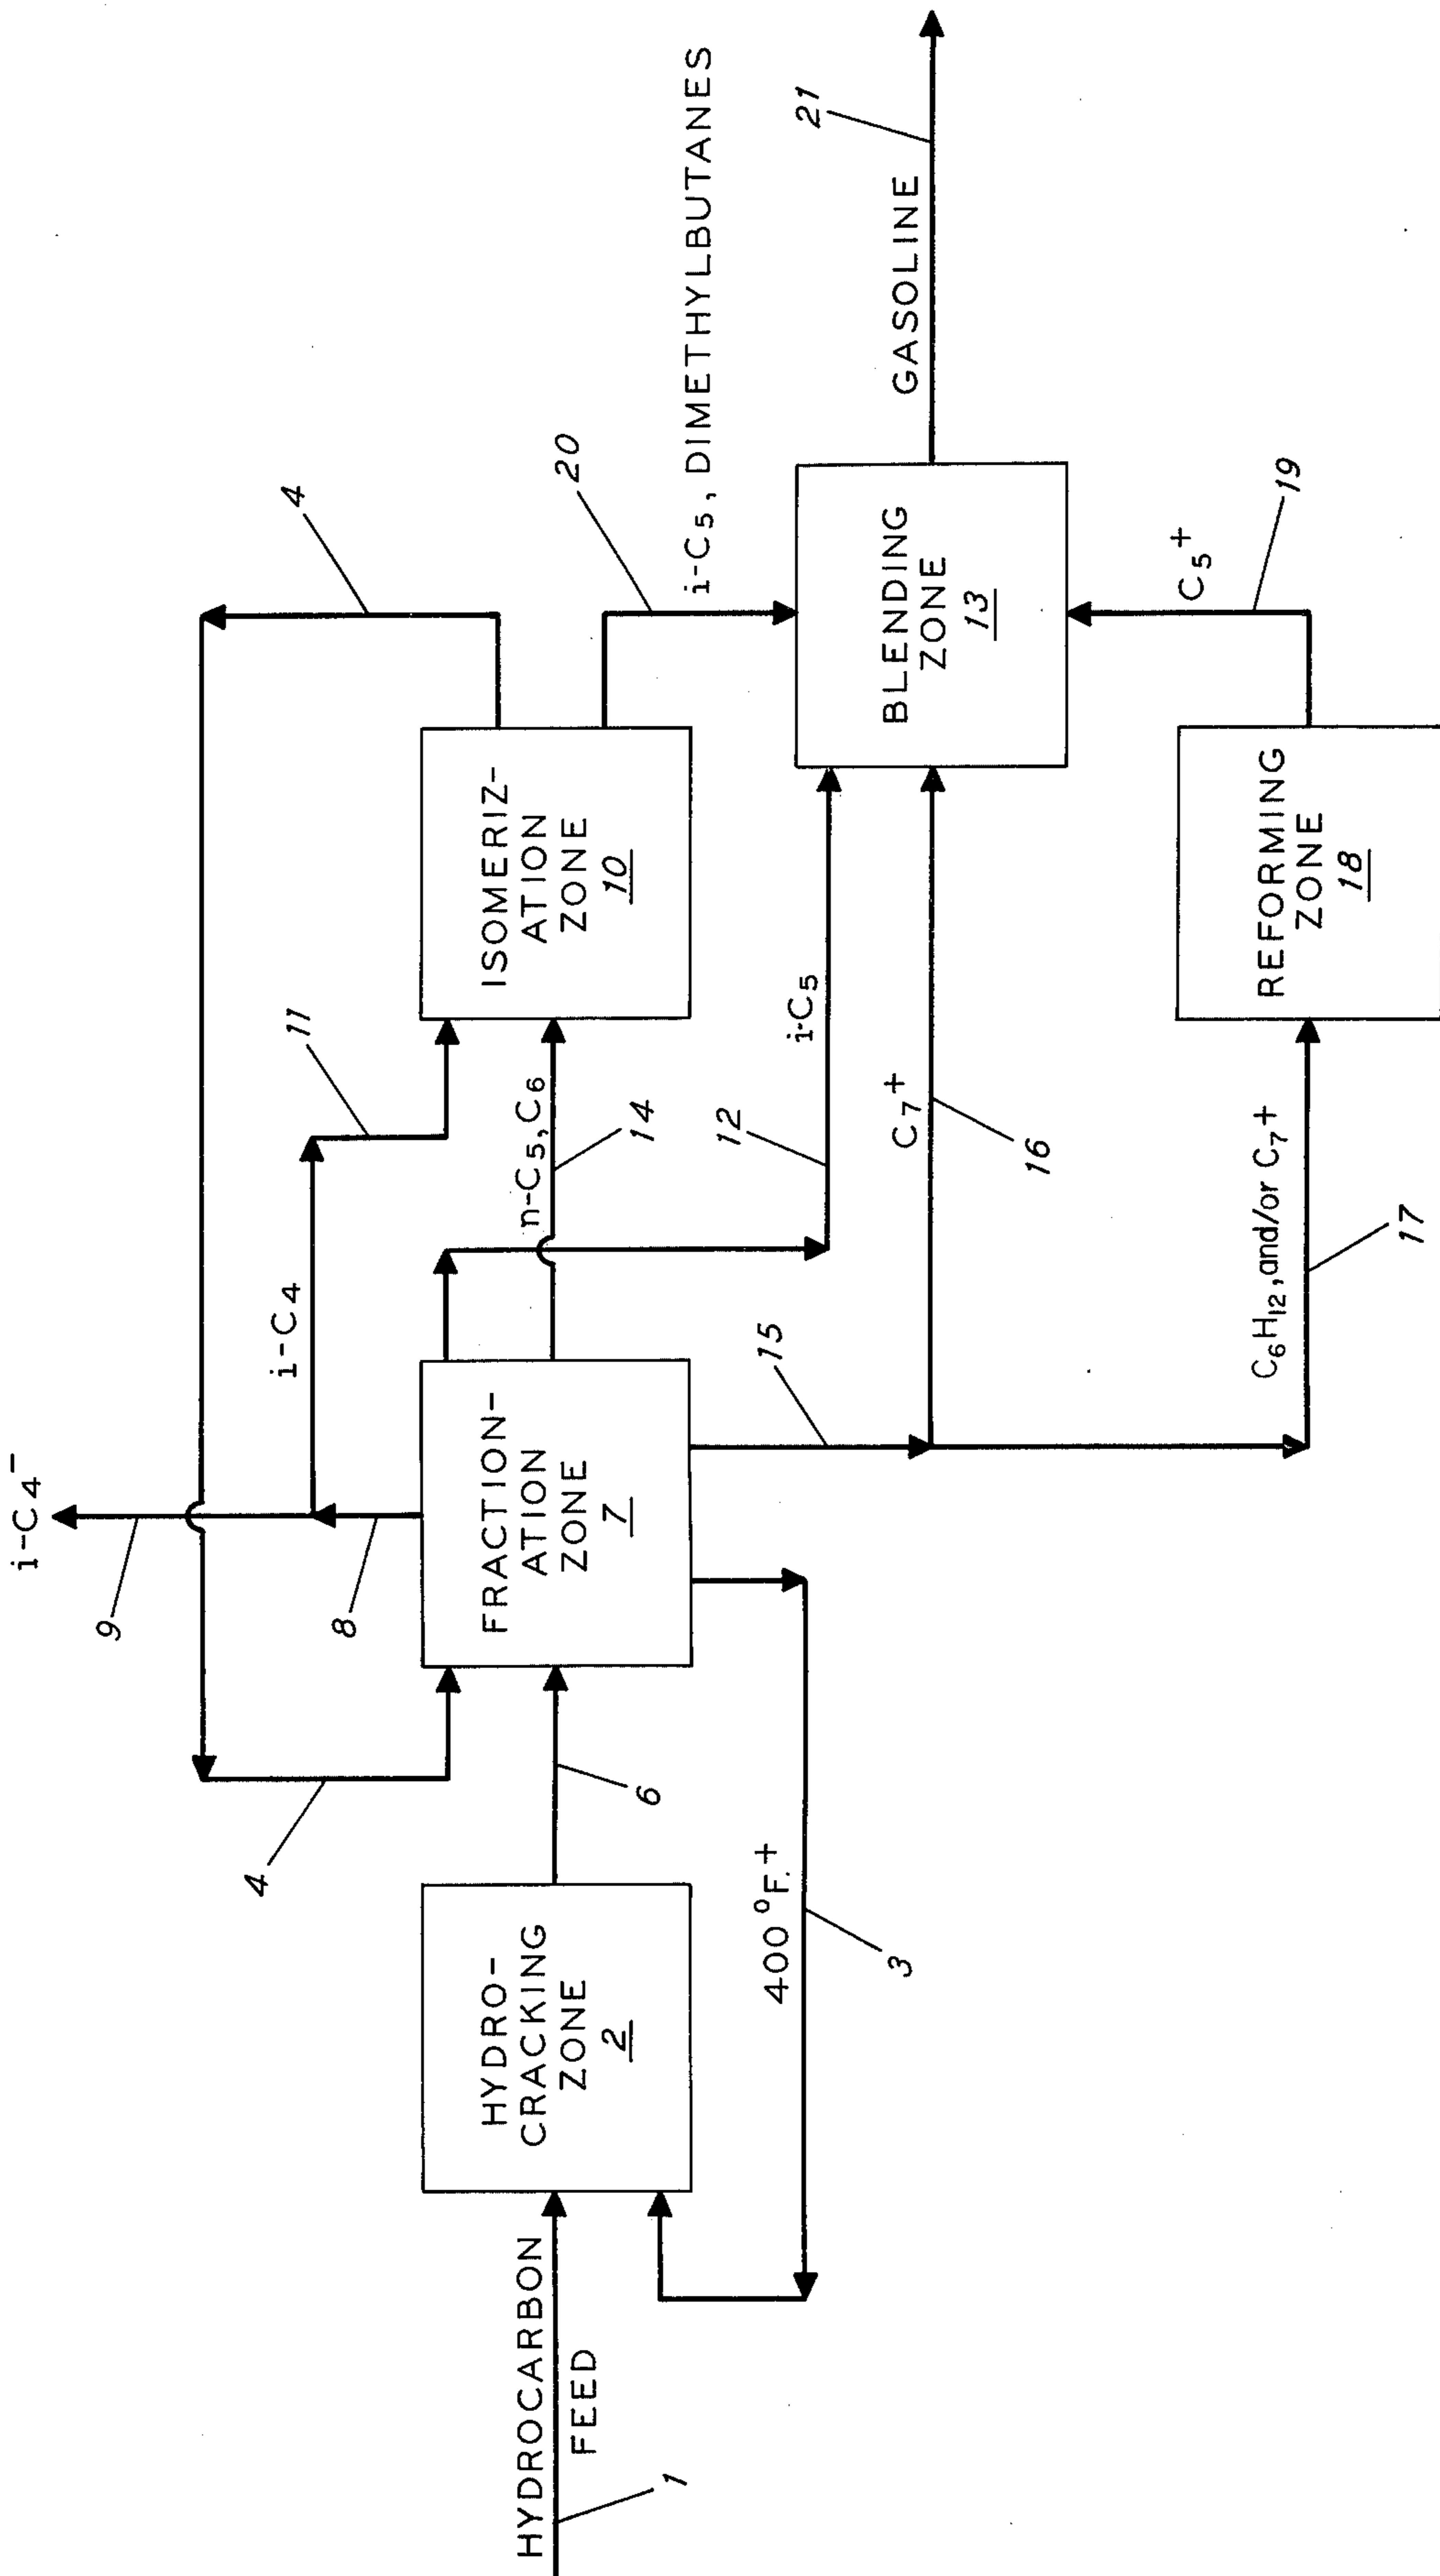 HYDROCARBON
FEED
1
HYDRO-
CRACKING
ZONE
2
6
400°F.+
3
4
FRACTION-
ATION
ZONE
7
8
9
i-C4-
i-C4
11
n-C5, C6
14
12
i-C5
15
C7+
16
C6H12, and/or C7+
17
ISOMERIZ-
ATION
ZONE
10
4
20
i-C5, DIMETHYLBUTANES
BLENDING
ZONE
13
REFORMING
ZONE
18
C5+
19
GASOLINE
21